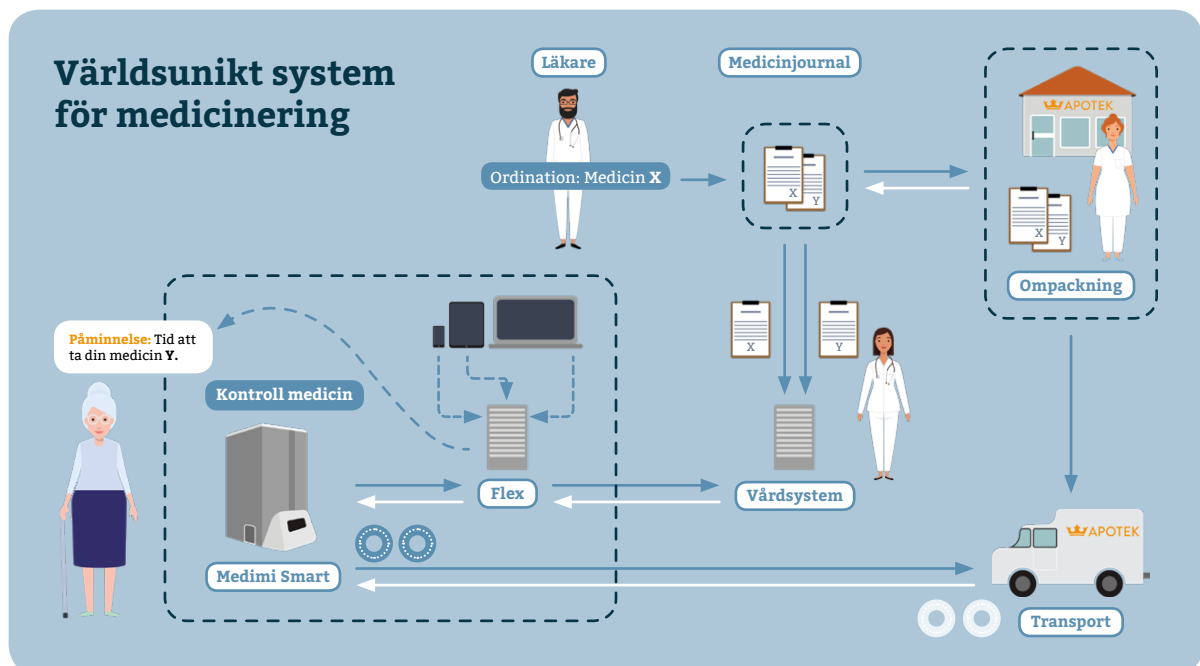 Världsunikt system
för medicinering
Läkare
Medicinjournal
APOTEK
Ordination: Medicin X
X
Y
X
Y
Ompackning
X
Y
Påminnelse: Tid att
ta din medicin Y.
Kontroll medicin
Flex
Vårdsystem
APOTEK
Medimi Smart
Transport